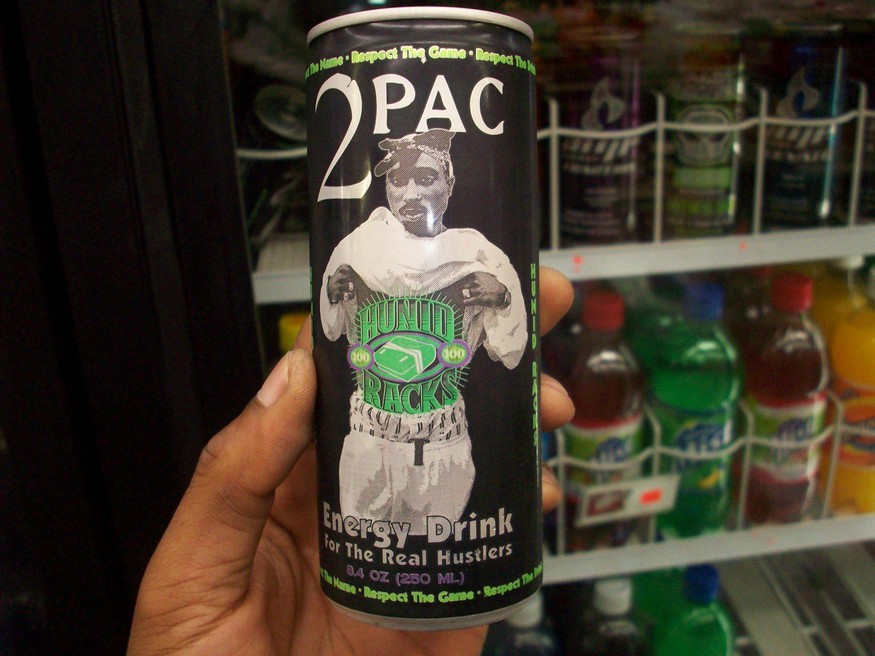 The Name • Respect The Game • Respect The
2PAC
HUNID
100 100
RACKS
HUNID RACKS
Energy Drink
For The Real Hustlers
8.4 OZ (250 ML)
The Name • Respect The Game • Respect The